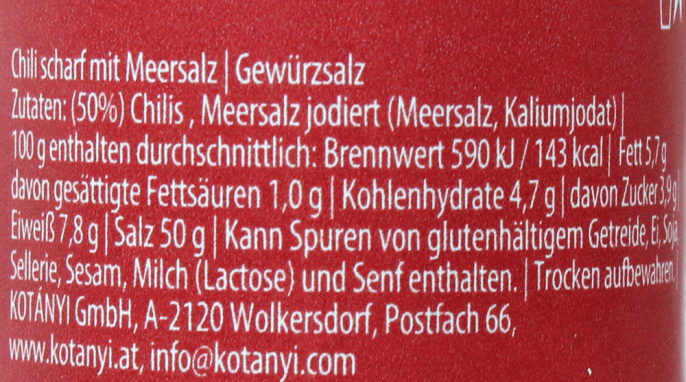 Chili scharf mit Meersalz | Gewürzsalz
Zutaten: (50%) Chilis , Meersalz jodiert (Meersalz, Kaliumjodat) |
100 g enthalten durchschnittlich: Brennwert 590 kJ / 143 kcal | Fett 5,7 g
davon gesättigte Fettsäuren 1,0 g | Kohlenhydrate 4,7 g | davon Zucker 3,9 g |
Eiweiß 7,8 g | Salz 50 g | Kann Spuren von glutenhältigem Getreide, Ei, Soja,
Sellerie, Sesam, Milch (Lactose) und Senf enthalten. | Trocken aufbewahren. |
KOTÁNYI GmbH, A-2120 Wolkersdorf, Postfach 66,
www.kotanyi.at, info@kotanyi.com